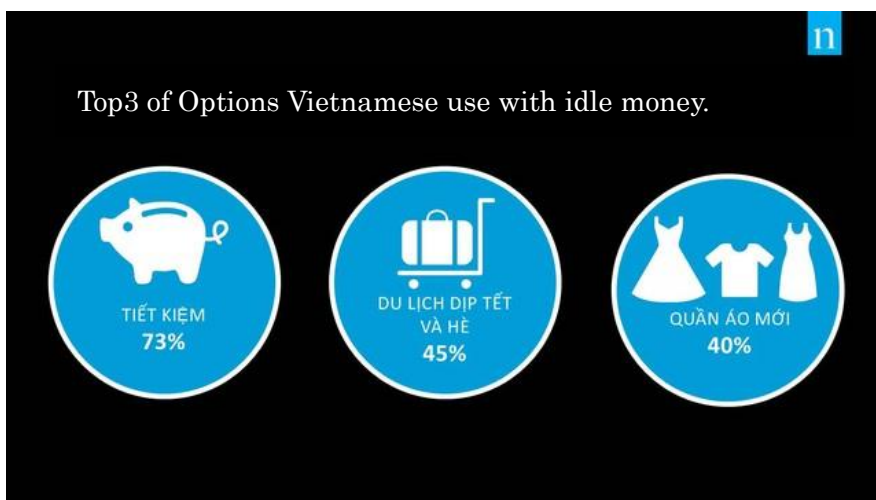 n
Top3 of Options Vietnamese use with idle money.
TIẾT KIỆM
73%
DU LỊCH DỊP TẾT
VÀ HÈ
45%
QUẦN ÁO MỚI
40%